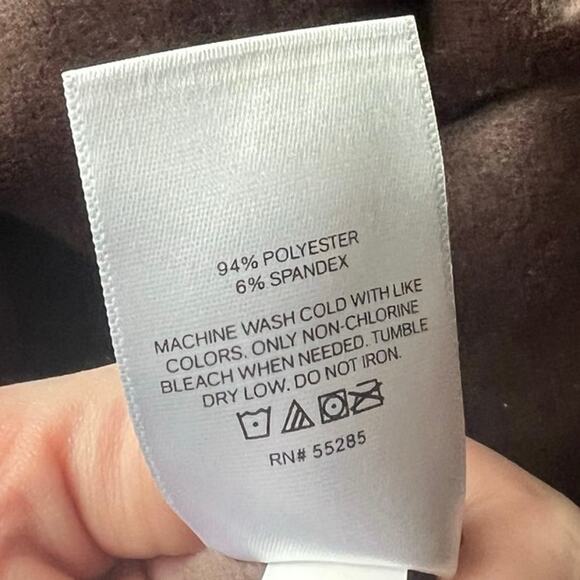 94% POLYESTER
6% SPANDEX
MACHINE WASH COLD WITH LIKE
COLORS. ONLY NON-CHLORINE
BLEACH WHEN NEEDED. TUMBLE
DRY LOW. DO NOT IRON.
RN# 55285